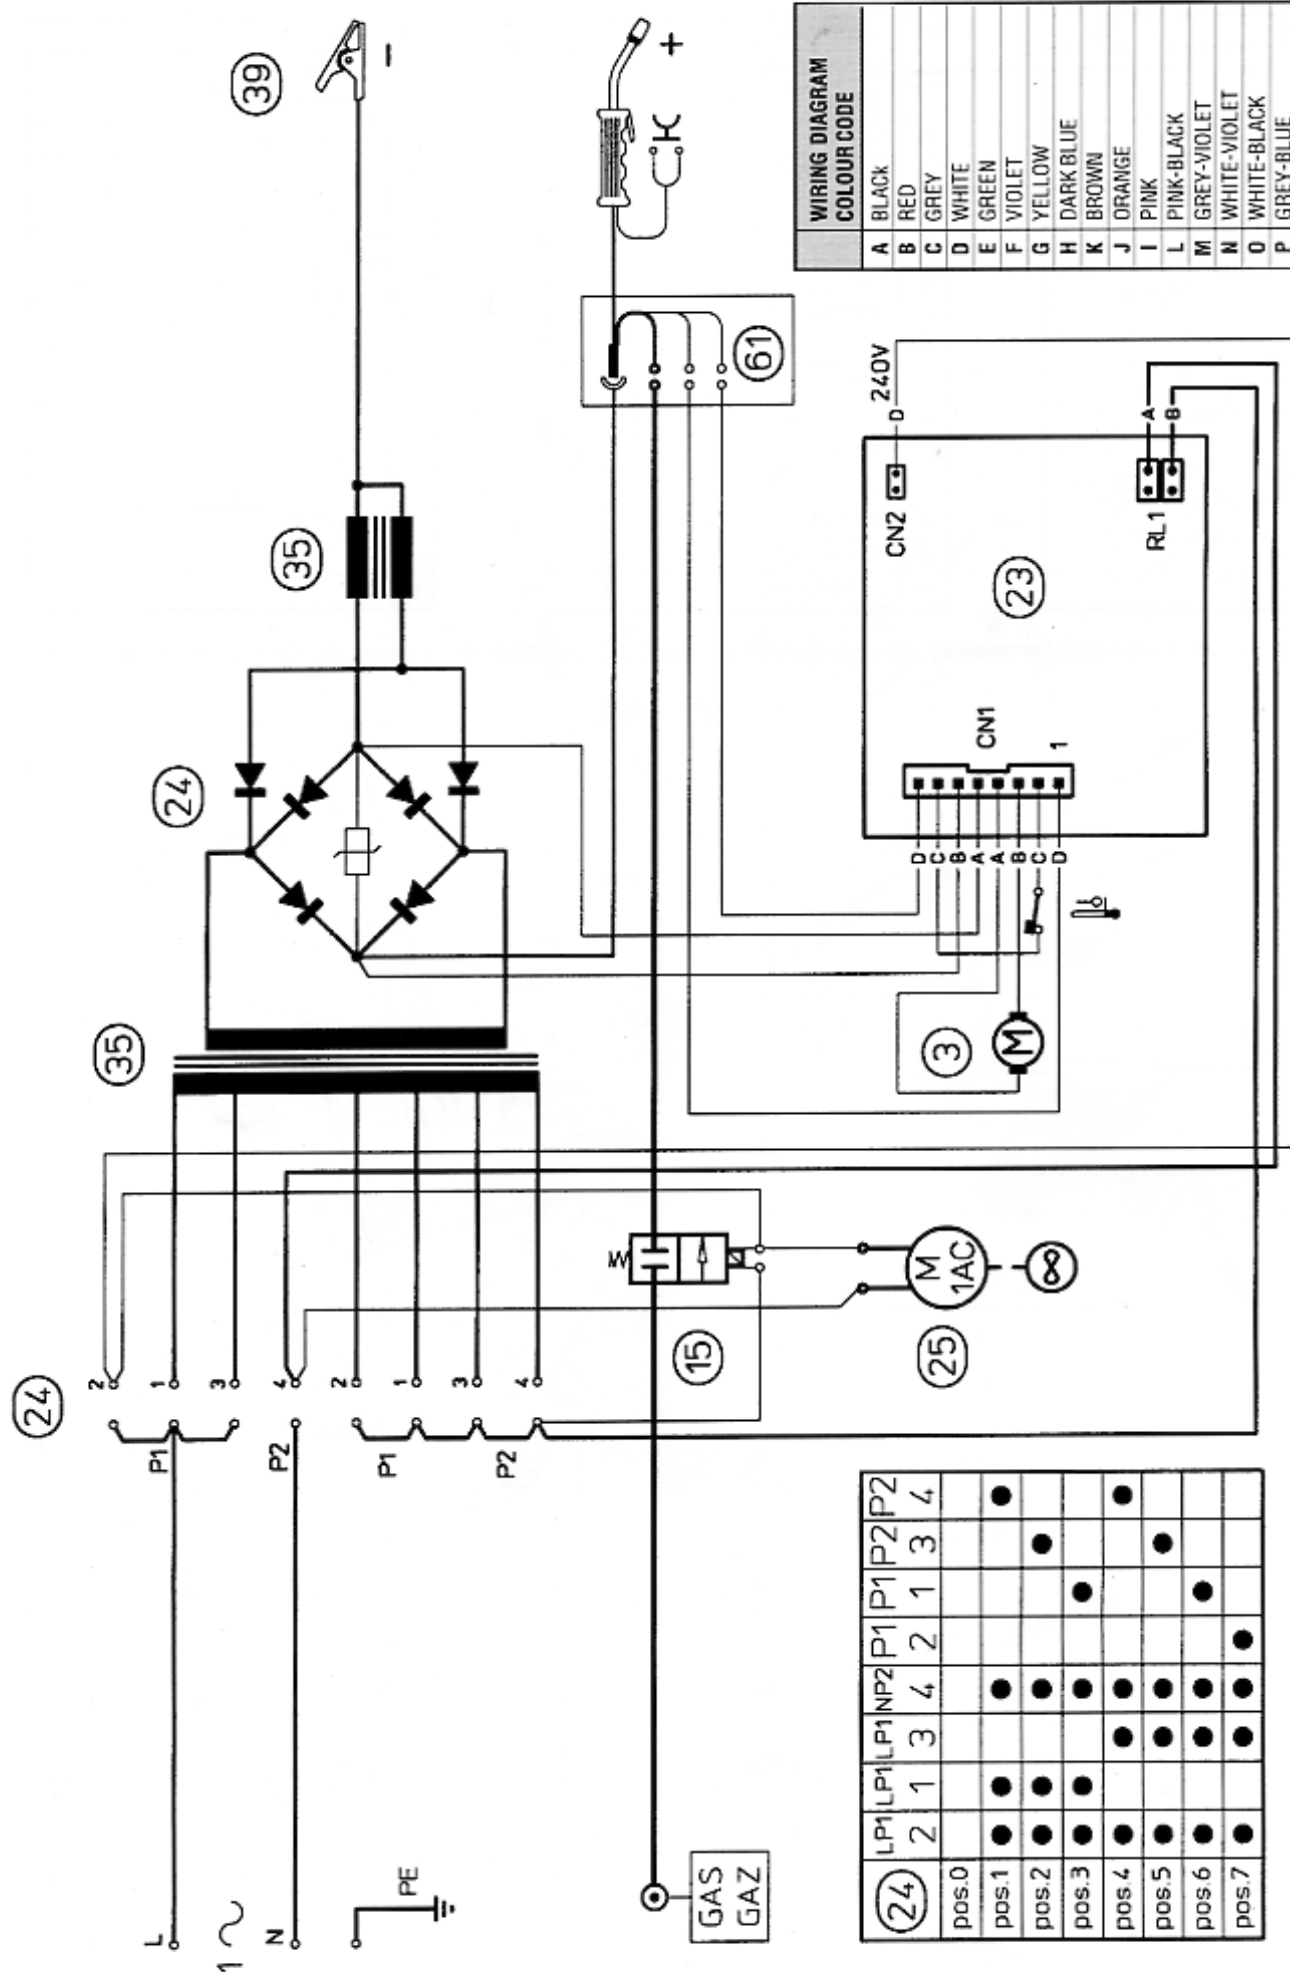 39
−
+
35
24
35
24
61
2
1
3
4
2
1
3
4
P1
P2
P1
P2
L
1 ~
N
PE
GAS
GAZ
15
25
M
1AC
3
M
D
C
B
A
A
B
C
D
CN1
1
23
CN2
D
240V
RL1
A
B
WIRING DIAGRAM
COLOUR CODE
A BLACK
B RED
C GREY
D WHITE
E GREEN
F VIOLET
G YELLOW
H DARK BLUE
K BROWN
J ORANGE
I PINK
L PINK-BLACK
M GREY-VIOLET
N WHITE-VIOLET
O WHITE-BLACK
P GREY-BLUE
24 LP1 LP1 LP1 NP2 P1 P1 P2 P2
2 1 3 4 2 1 3 4
pos.0
pos.1
pos.2
pos.3
pos.4
pos.5
pos.6
pos.7